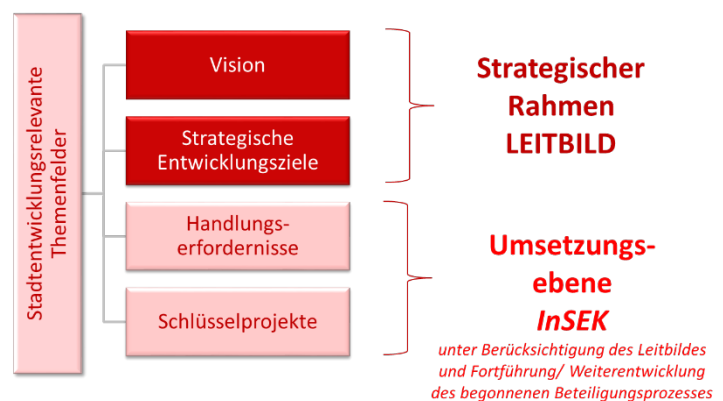 Stadtentwicklungsrelevante
Themenfelder
Vision
Strategische
Entwicklungsziele
Handlungs-
erfordernisse
Schlüsselprojekte
Strategischer
Rahmen
LEITBILD
Umsetzungs-
ebene
InSEK
unter Berücksichtigung des Leitbildes
und Fortführung/ Weiterentwicklung
des begonnenen Beteiligungsprozesses